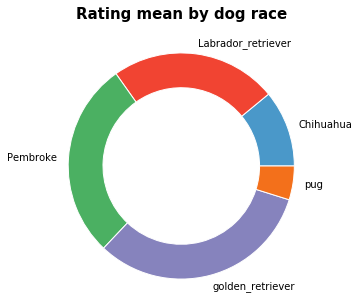 Rating mean by dog race
Labrador_retriever
Chihuahua
Pembroke
pug
golden_retriever